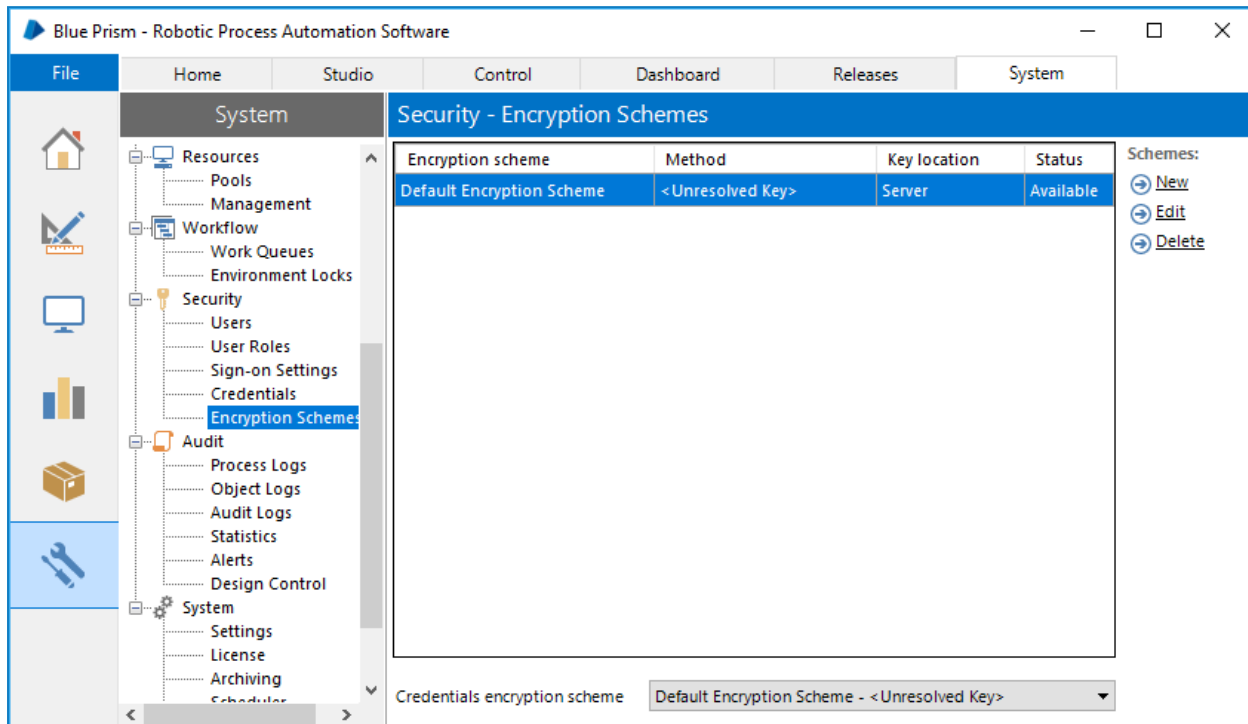 Blue Prism - Robotic Process Automation Software
File Home Studio Control Dashboard Releases System
System
Resources
Pools
Management
Workflow
Work Queues
Environment Locks
Security
Users
User Roles
Sign-on Settings
Credentials
Encryption Schemes
Audit
Process Logs
Object Logs
Audit Logs
Statistics
Alerts
Design Control
System
Settings
License
Archiving
Scheduler
Security - Encryption Schemes
Encryption scheme Method Key location Status
Default Encryption Scheme <Unresolved Key> Server Available
Schemes:
New
Edit
Delete
Credentials encryption scheme Default Encryption Scheme - <Unresolved Key>